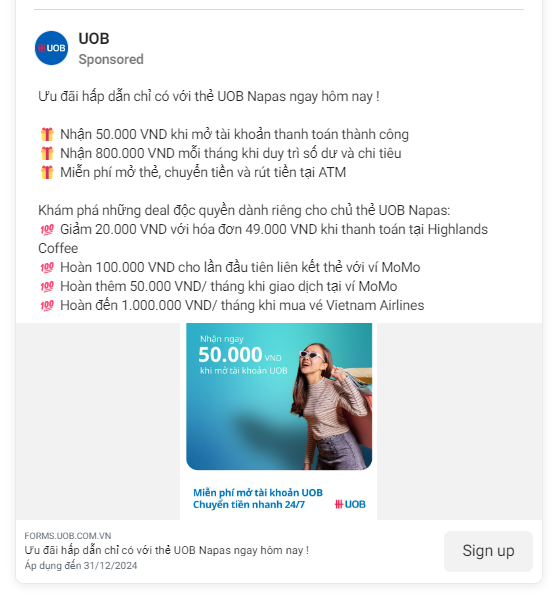 UOB
UOB
Sponsored
Ưu đãi hấp dẫn chỉ có với thẻ UOB Napas ngay hôm nay !
🎁 Nhận 50.000 VND khi mở tài khoản thanh toán thành công
🎁 Nhận 800.000 VND mỗi tháng khi duy trì số dư và chi tiêu
🎁 Miễn phí mở thẻ, chuyển tiền và rút tiền tại ATM
Khám phá những deal độc quyền dành riêng cho chủ thẻ UOB Napas:
💯 Giảm 20.000 VND với hóa đơn 49.000 VND khi thanh toán tại Highlands
Coffee
💯 Hoàn 100.000 VND cho lần đầu tiên liên kết thẻ với ví MoMo
💯 Hoàn thêm 50.000 VND/ tháng khi giao dịch tại ví MoMo
💯 Hoàn đến 1.000.000 VND/ tháng khi mua vé Vietnam Airlines
Nhận ngay
50.000 VND
khi mở tài khoản UOB
Miễn phí mở tài khoản UOB
Chuyển tiền nhanh 24/7
UOB
FORMS.UOB.COM.VN
Ưu đãi hấp dẫn chỉ có với thẻ UOB Napas ngay hôm nay !
Áp dụng đến 31/12/2024
Sign up